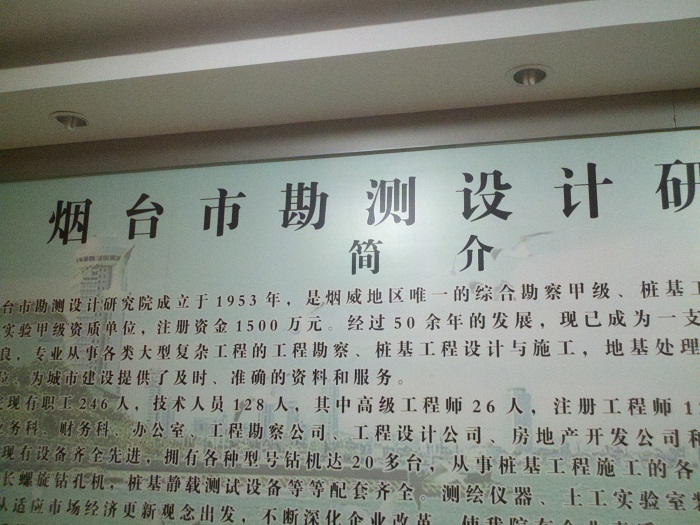 烟台市勘测设计研
简介
台市勘测设计研究院成立于1953年，是烟威地区唯一的综合勘察甲级、桩基工
实验甲级资质单位，注册资金1500万元。经过50余年的发展，现已成为一支
良，专业从事各类大型复杂工程的工程勘察、桩基工程设计与施工，地基处理
位，为城市建设提供了及时、准确的资料和服务。
现有职工246人，技术人员128人，其中高级工程师26人，注册工程师1
业务科、财务科、办公室、工程勘察公司、工程设计公司、房地产开发公司和
现有设备齐全先进，拥有各种型号钻机达20多台，从事桩基工程施工的各
长螺旋钻孔机，桩基静载测试设备等等配套齐全。测绘仪器、土工实验室
从适应市场经济更新观念出发，不断深化企业改革，使我院在